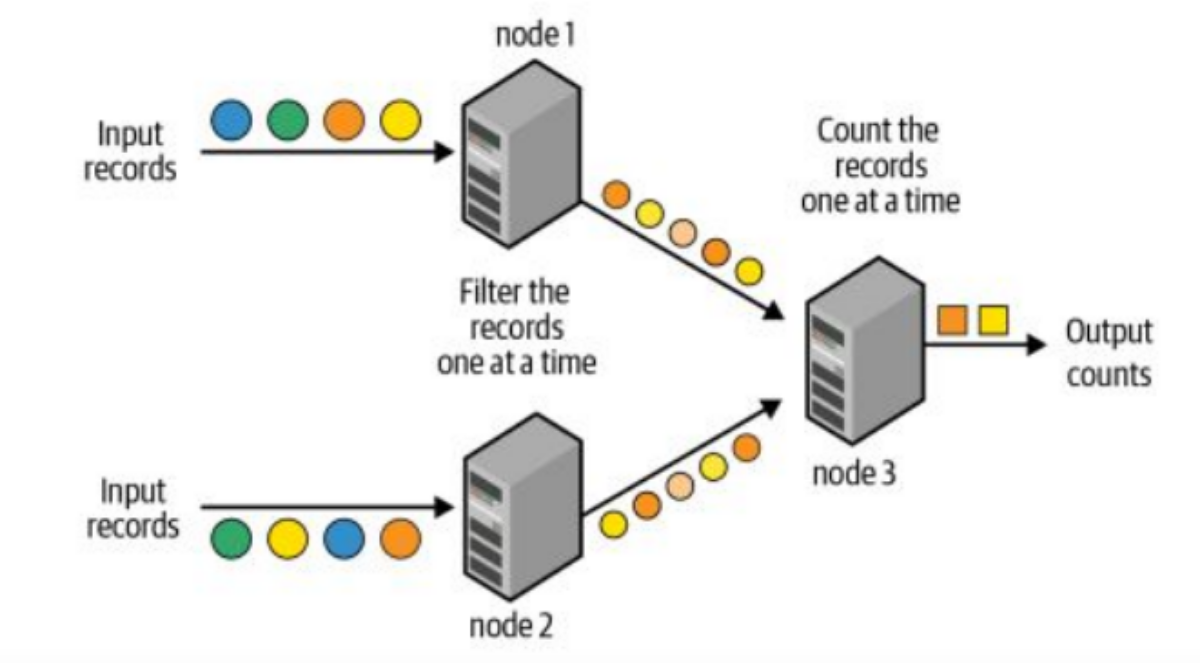 node 1
Input
records
Count the
records
one at a time
Filter the
records
one at a time
Output
counts
node 3
Input
records
node 2